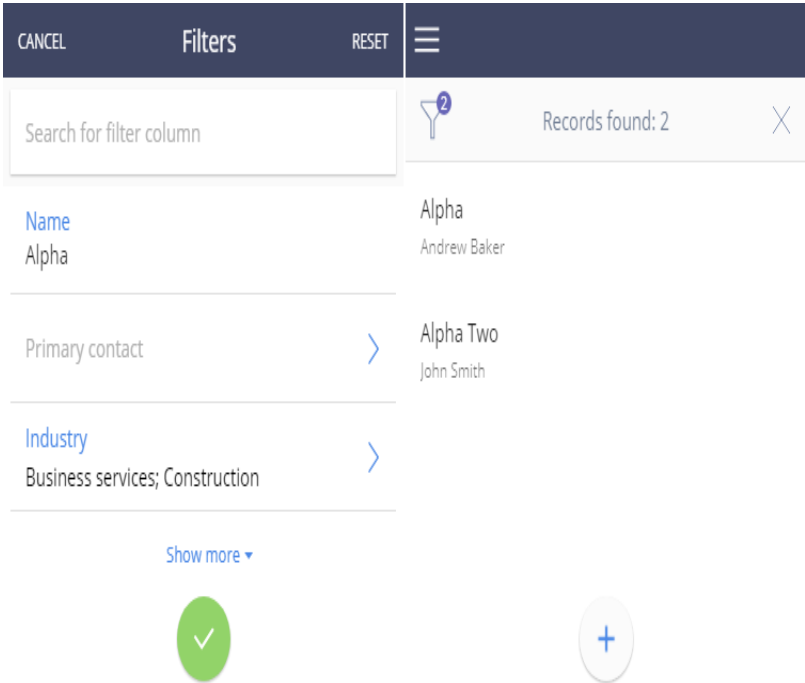 CANCEL Filters RESET
Search for filter column
Name
Alpha
Primary contact
Industry
Business services; Construction
Show more
2
Records found: 2
Alpha
Andrew Baker
Alpha Two
John Smith